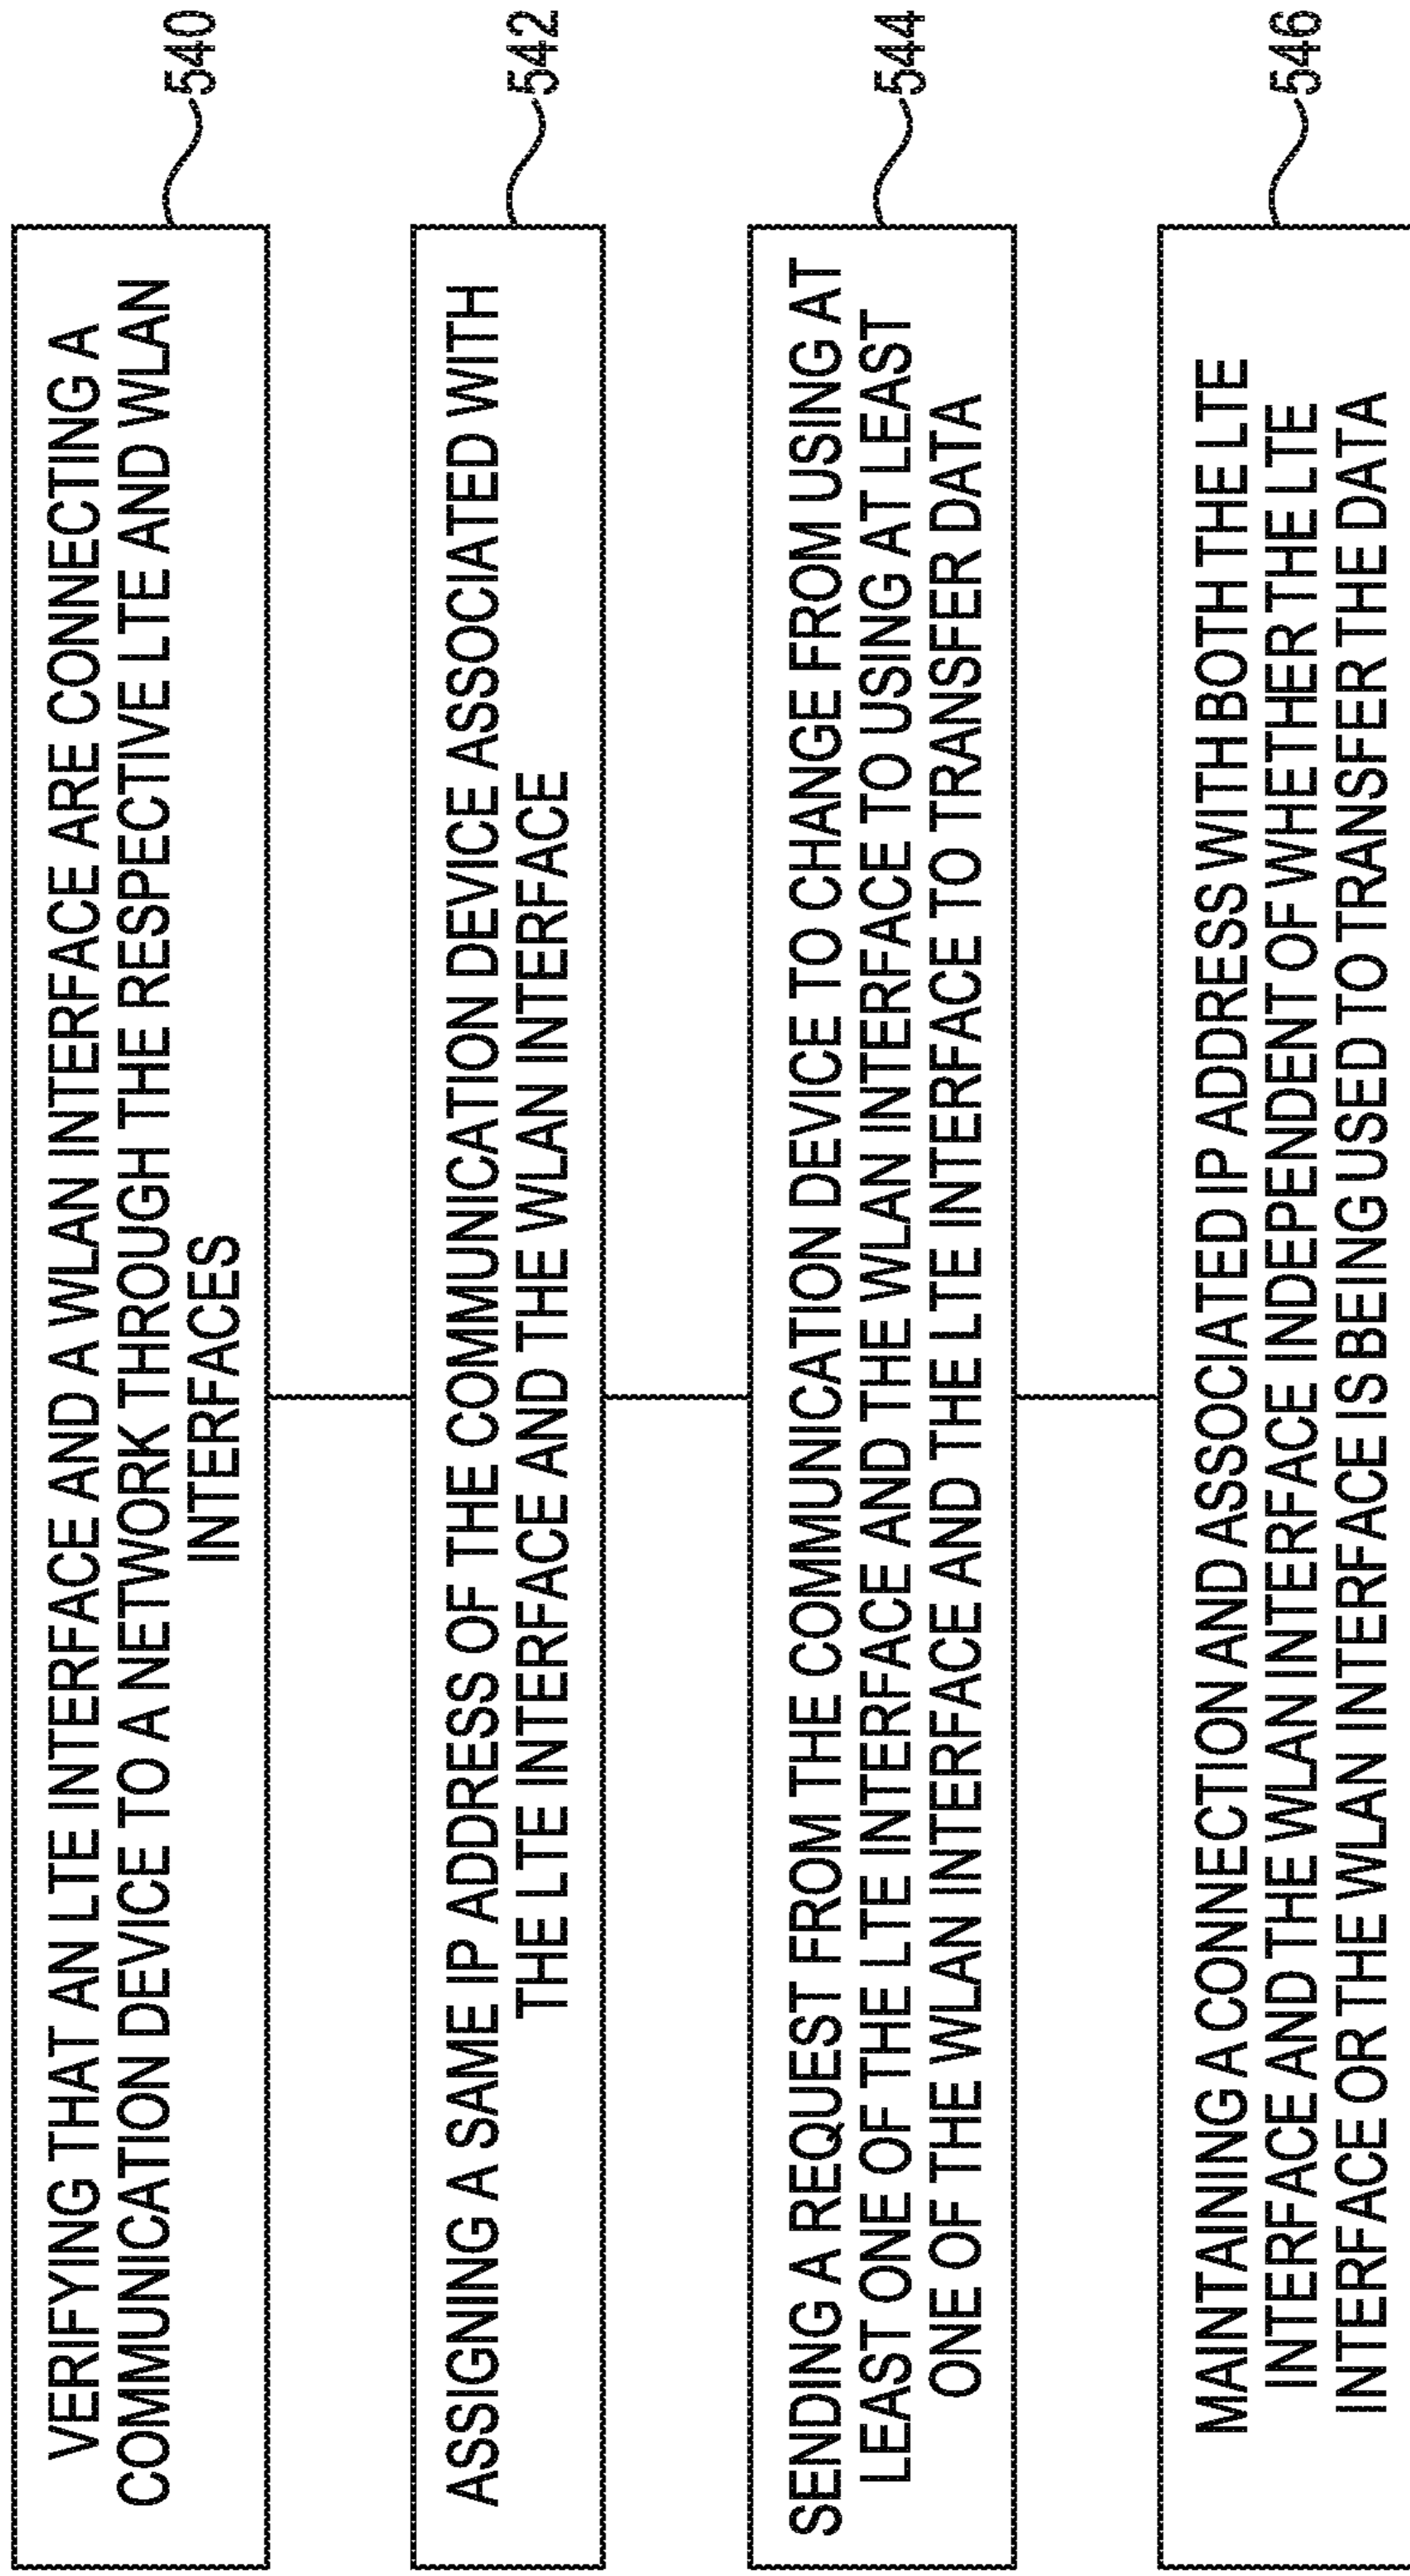 VERIFYING THAT AN LTE INTERFACE AND A WLAN INTERFACE ARE CONNECTING A
COMMUNICATION DEVICE TO A NETWORK THROUGH THE RESPECTIVE LTE AND WLAN
INTERFACES
540
ASSIGNING A SAME IP ADDRESS OF THE COMMUNICATION DEVICE ASSOCIATED WITH
THE LTE INTERFACE AND THE WLAN INTERFACE
542
SENDING A REQUEST FROM THE COMMUNICATION DEVICE TO CHANGE FROM USING AT
LEAST ONE OF THE LTE INTERFACE AND THE WLAN INTERFACE TO USING AT LEAST
ONE OF THE WLAN INTERFACE AND THE LTE INTERFACE TO TRANSFER DATA
544
MAINTAINING A CONNECTION AND ASSOCIATED IP ADDRESS WITH BOTH THE LTE
INTERFACE AND THE WLAN INTERFACE INDEPENDENT OF WHETHER THE LTE
INTERFACE OR THE WLAN INTERFACE IS BEING USED TO TRANSFER THE DATA
546